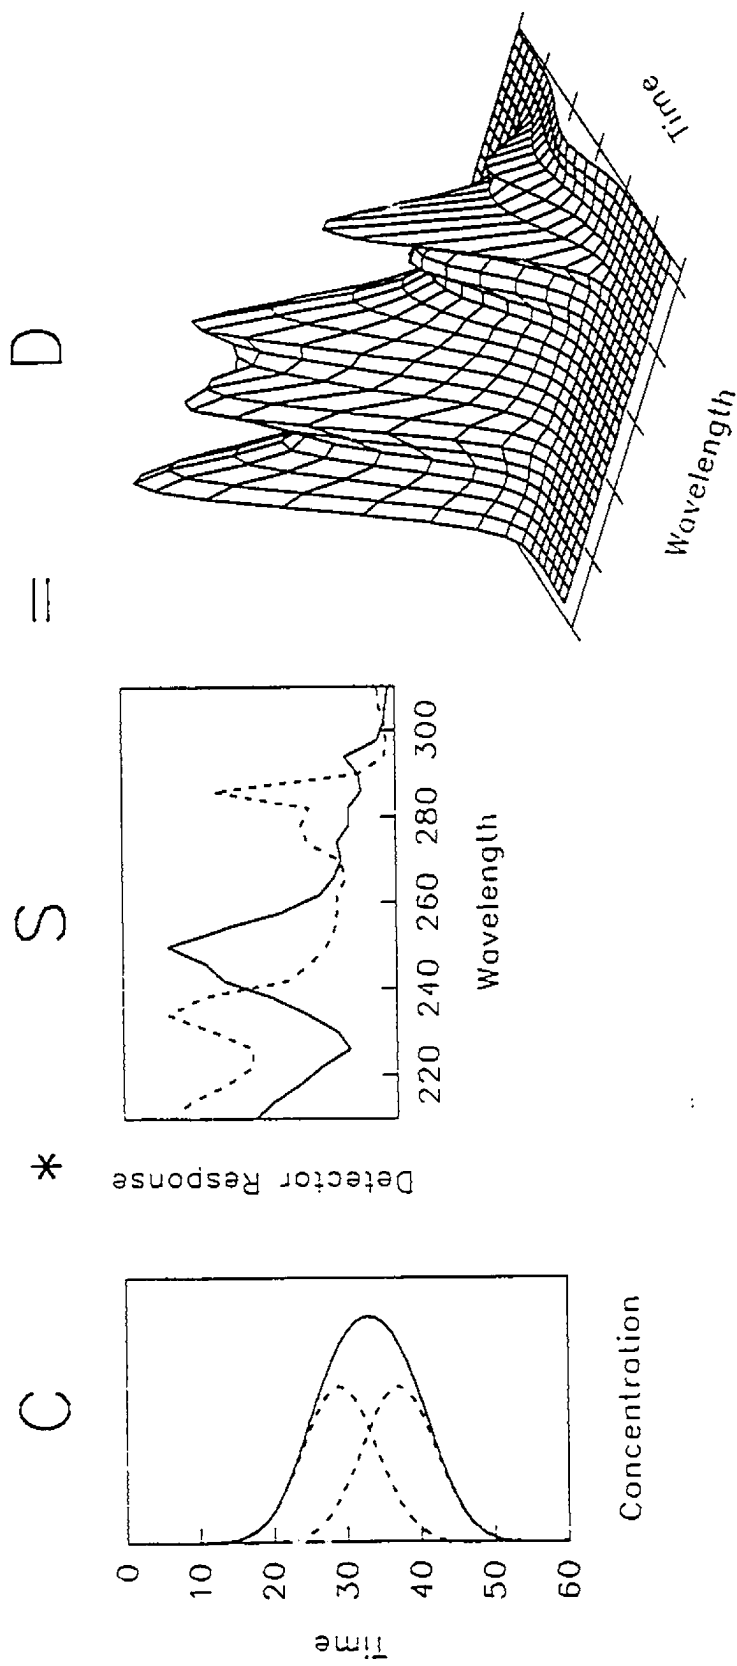 C * S = D
Time
0
10
20
30
40
50
60
Concentration
Detector Response
220 240 260 280 300
Wavelength
Wavelength
Time